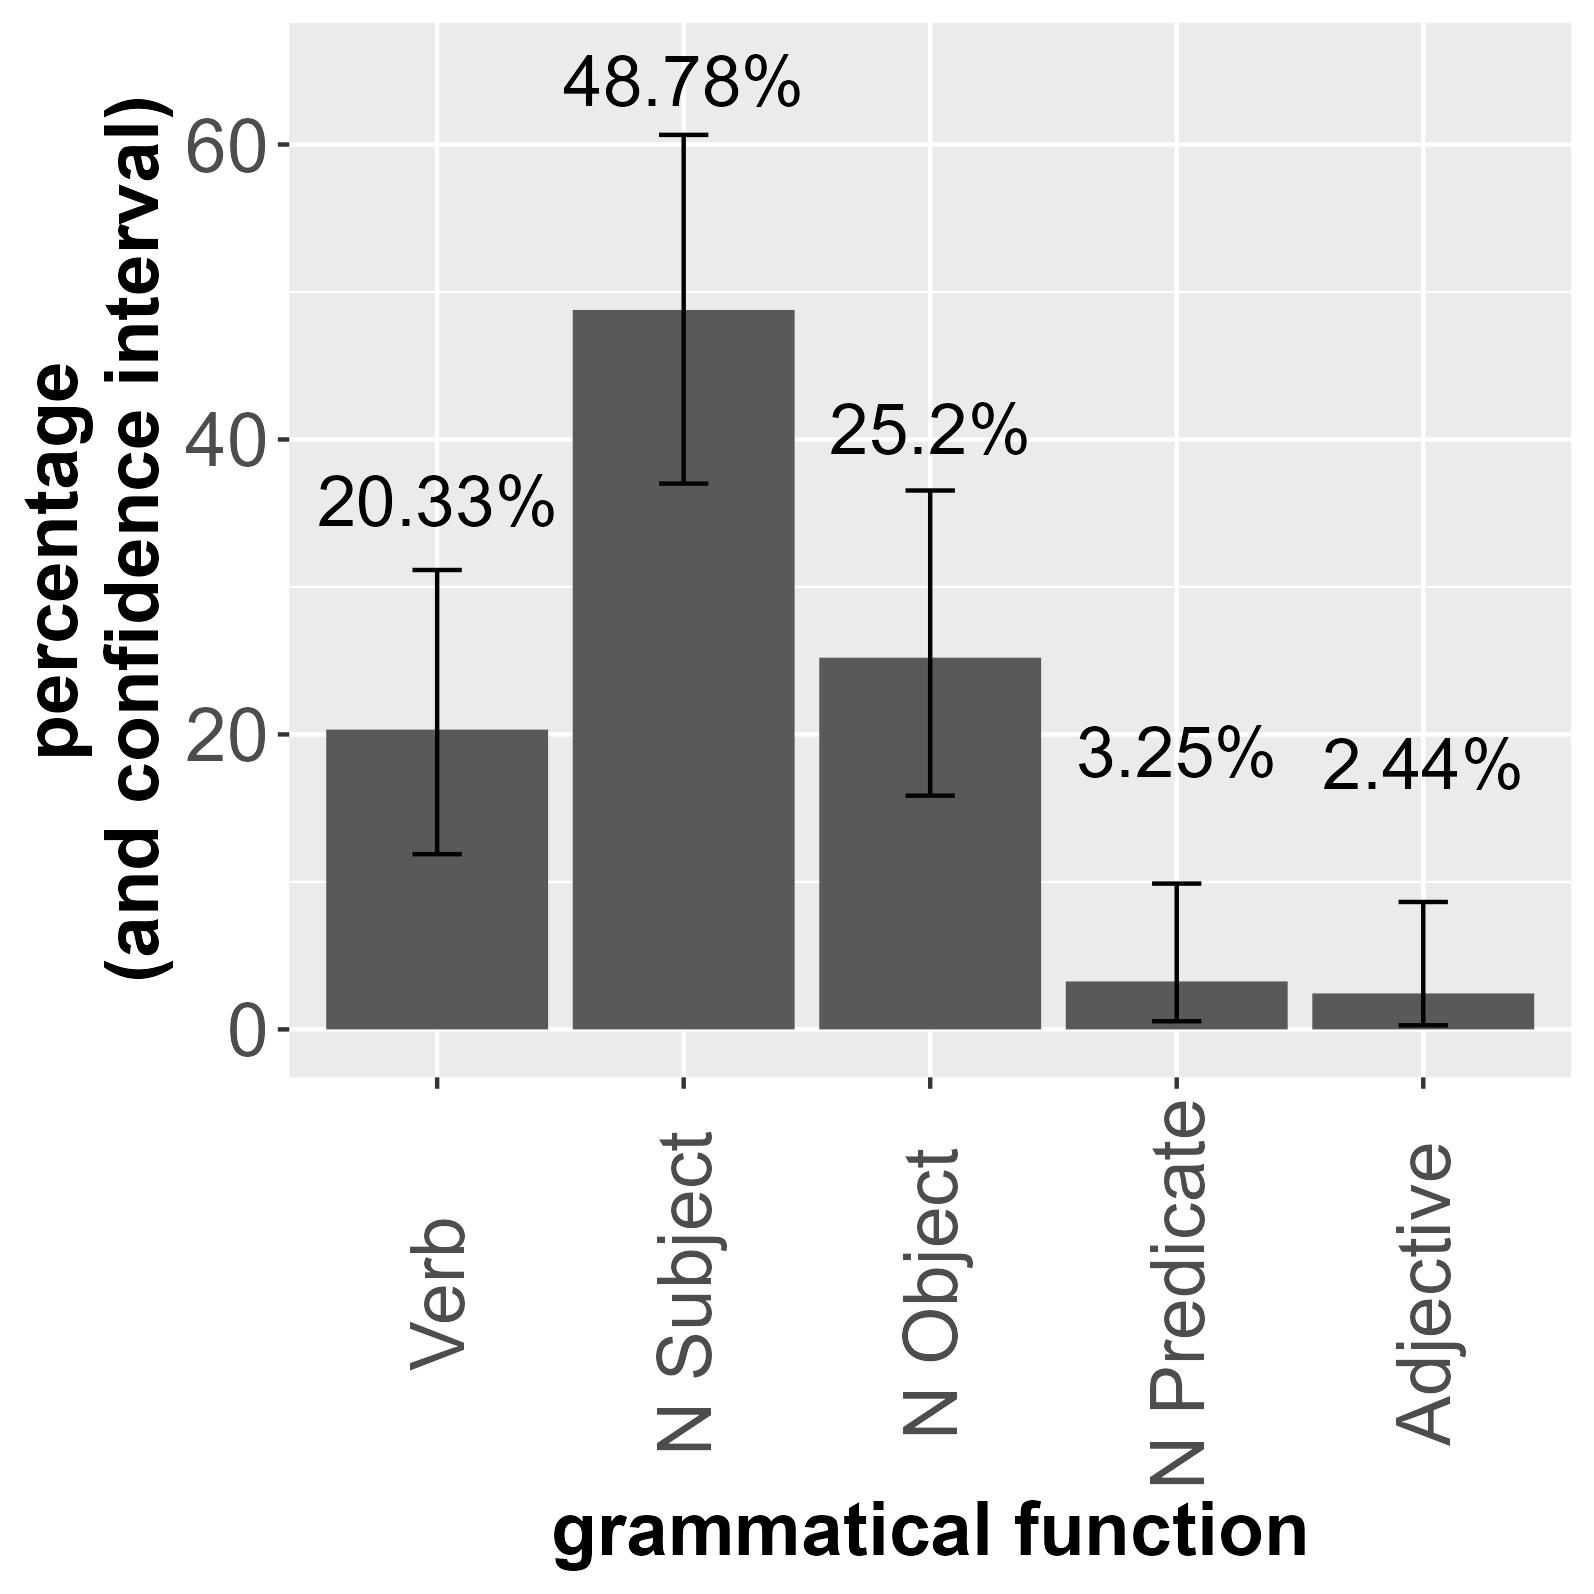 percentage
(and confidence interval)
60
40
20
0
20.33%
48.78%
25.2%
3.25%
2.44%
Verb
N Subject
N Object
N Predicate
Adjective
grammatical function